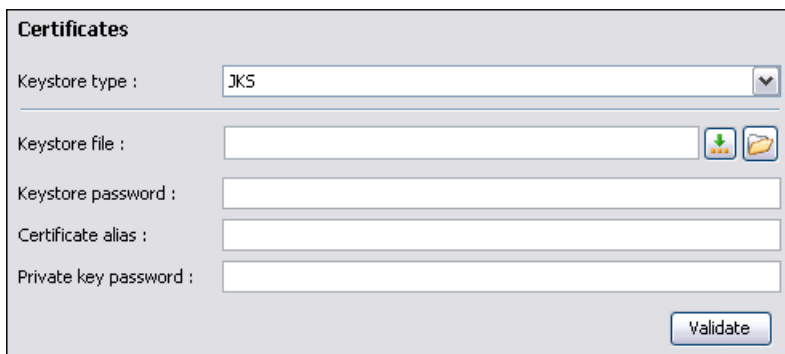 Certificates
Keystore type : JKS
Keystore file :
Keystore password :
Certificate alias :
Private key password :
Validate